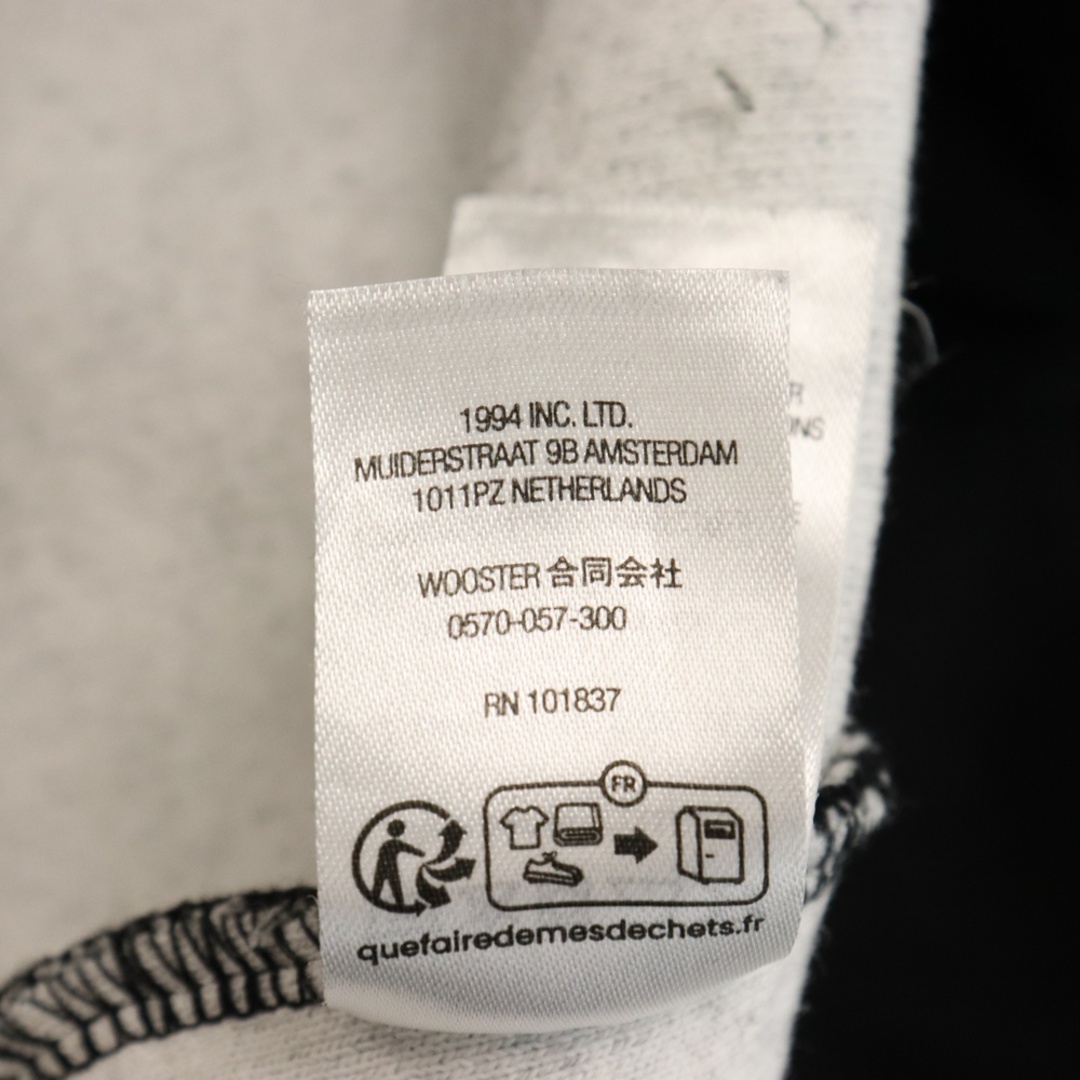 1994 INC. LTD.
MUIDERSTRAAT 9B AMSTERDAM
1011PZ NETHERLANDS
WOOSTER 合同会社
0570-057-300
RN 101837
FR
quefairedemesdechets.fr